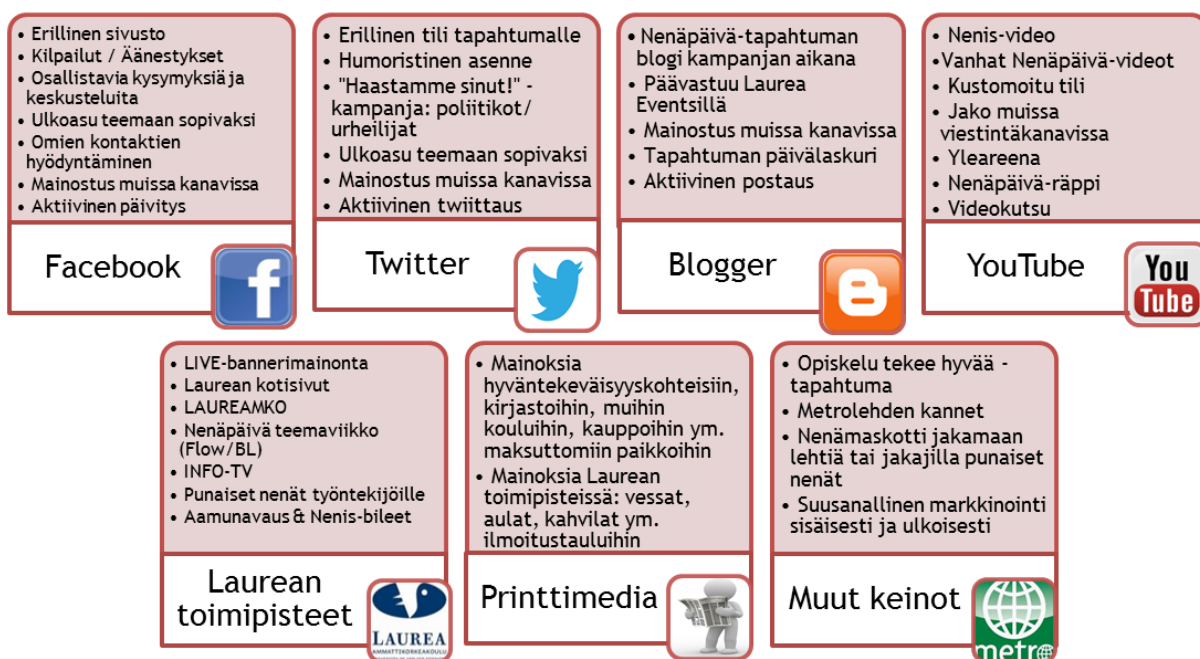 • Erillinen sivusto
• Kilpailut / Äänestykset
• Osallistavia kysymyksiä ja
keskusteluita
• Ulkoasu teemaan sopivaksi
• Omien kontaktien
hyödyntäminen
• Mainostus muissa kanavissa
• Aktiivinen päivitys
Facebook
f
• Erillinen tili tapahtumalle
• Humoristinen asenne
• "Haastamme sinut!" -
kampanja: poliitikot/
urheilijat
• Ulkoasu teemaan sopivaksi
• Mainostus muissa kanavissa
• Aktiivinen twiittaus
Twitter
• Nenäpäivä-tapahtuman
blogi kampanjan aikana
• Päävastuu Laurea
Eventsillä
• Mainostus muissa kanavissa
• Tapahtuman päivälaskuri
• Aktiivinen postaus
Blogger
B
• Nenis-video
•Vanhat Nenäpäivä-videot
• Kustomoitu tili
• Jako muissa
viestintäkanavissa
• Yleareena
• Nenäpäivä-räppi
• Videokutsu
YouTube
You
Tube
• LIVE-bannerimainonta
• Laurean kotisivut
• LAUREAMKO
• Nenäpäivä teemaviikko
(Flow/BL)
• INFO-TV
• Punaiset nenät työntekijöille
• Aamunavaus & Nenis-bileet
Laurean
toimipisteet
LAUREA
AMMATTIKORKEAKOULU
• Mainoksia
hyväntekeväisyyskohteisiin,
kirjastoihin, muihin
kouluihin, kauppoihin ym.
maksuttomiin paikkoihin
• Mainoksia Laurean
toimipisteissä: vessat,
aulat, kahvilat ym.
ilmoitustauluihin
Printtimedia
• Opiskelu tekee hyvää -
tapahtuma
• Metrolehden kannet
• Nenämaskotti jakamaan
lehtiä tai jakajilla punaiset
nenät
• Suusanallinen markkinointi
sisäisesti ja ulkoisesti
Muut keinot
metro